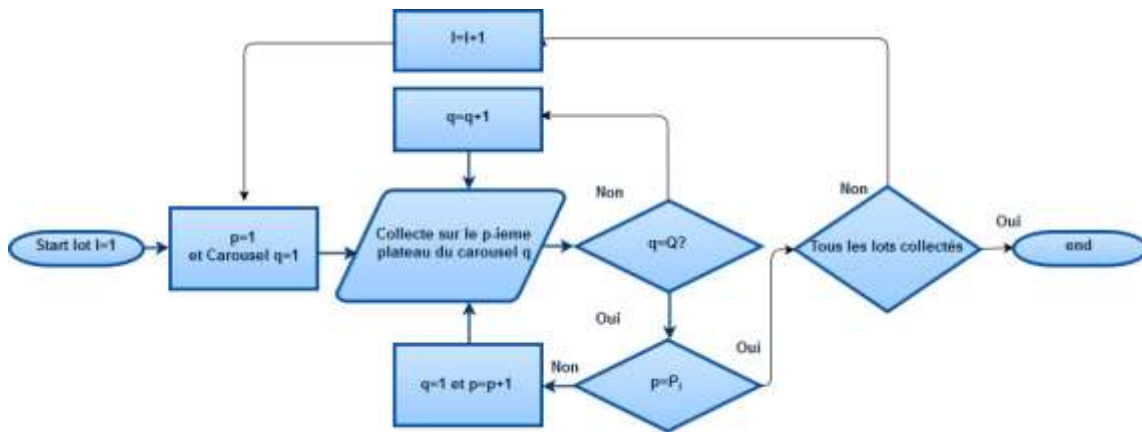 l=l+1
q=q+1
Non
Non
Start lot l=1
p=1
et Carousel q=1
Collecte sur le p-ieme
plateau du carousel q
q=Q?
Tous les lots collectés
Oui
end
Oui
Oui
q=1 et p=p+1
Non
p=Pₗ